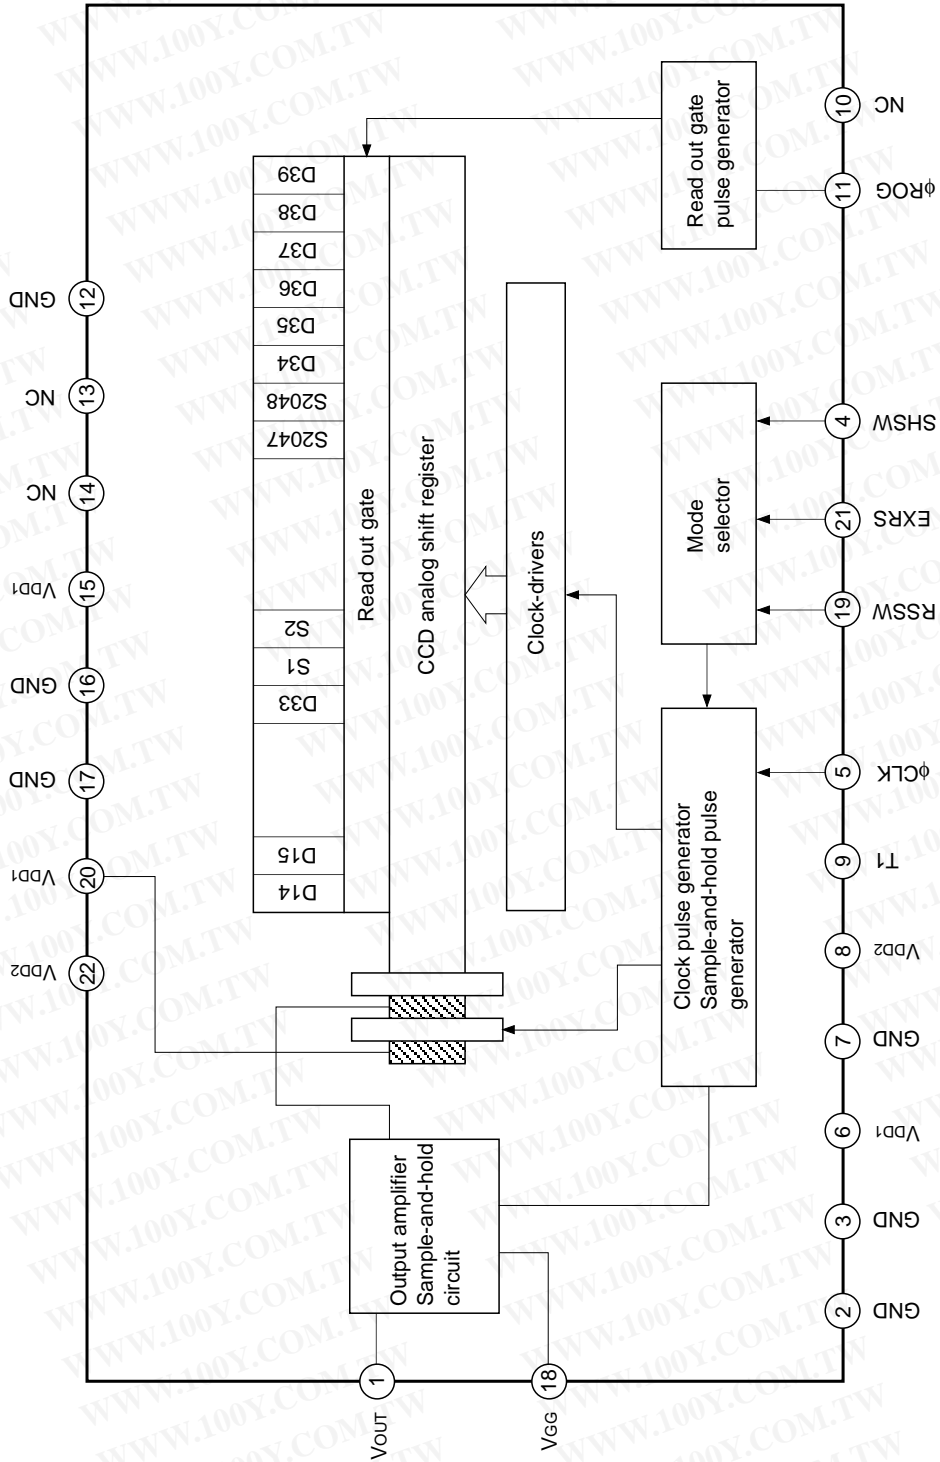 GND
12
NC
13
NC
14
VDD1
15
GND
16
GND
17
VDD1
20
VDD2
22
D14
D15
D33
S1
S2
S2047
S2048
D34
D35
D36
D37
D38
D39
Read out gate
CCD analog shift register
Clock-drivers
Read out gate
pulse generator
Mode
selector
Clock pulse generator
Sample-and-hold pulse
generator
Output amplifier
Sample-and-hold
circuit
1
VOUT
18
VGG
2
GND
3
GND
6
VDD1
7
GND
8
VDD2
9
T1
5
ϕCLK
19
RSSW
21
EXRS
4
SHSW
11
ϕROG
10
NC
WWW.100Y.COM.TW